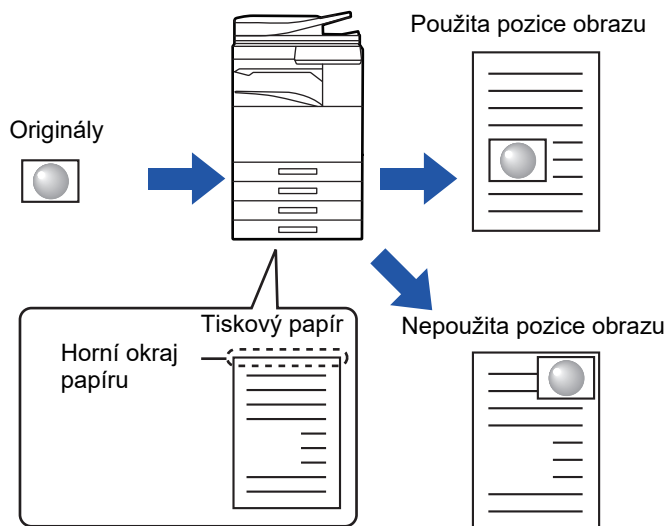 Použita pozice obrazu
Originály
Tiskový papír
Horní okraj
papíru
Nepoužita pozice obrazu